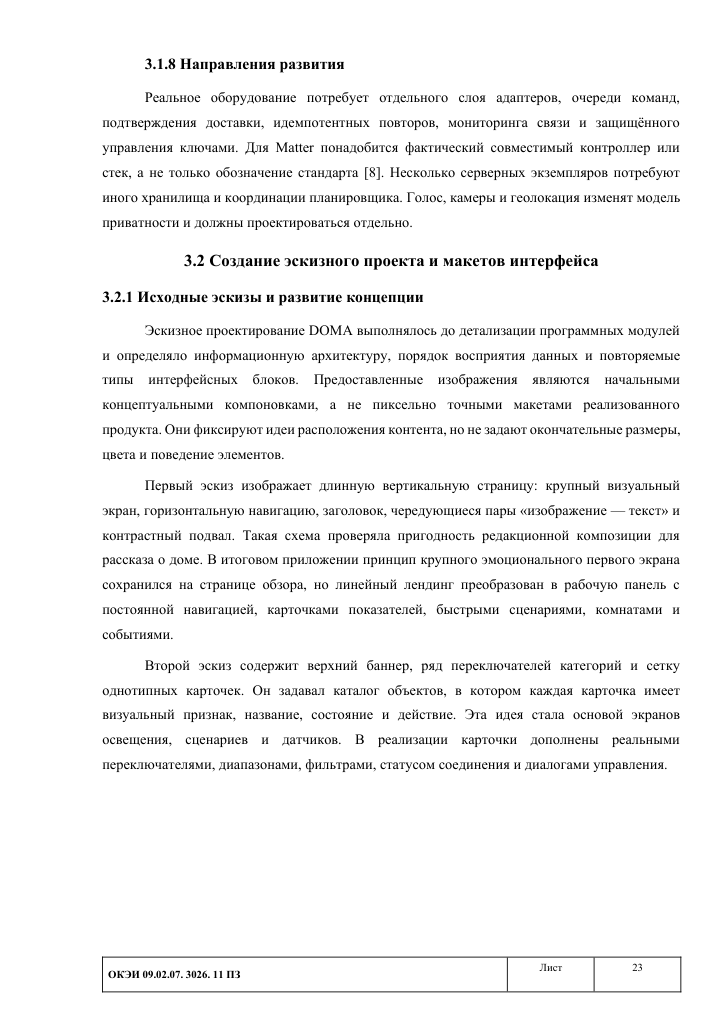 3.1.8 Направления развития
Реальное оборудование потребует отдельного слоя адаптеров, очереди команд,
подтверждения доставки, идемпотентных повторов, мониторинга связи и защищённого
управления ключами. Для Matter понадобится фактический совместимый контроллер или
стек, а не только обозначение стандарта [8]. Несколько серверных экземпляров потребуют
иного хранилища и координации планировщика. Голос, камеры и геолокация изменят модель
приватности и должны проектироваться отдельно.
3.2 Создание эскизного проекта и макетов интерфейса
3.2.1 Исходные эскизы и развитие концепции
Эскизное проектирование DOMA выполнялось до детализации программных модулей
и определяло информационную архитектуру, порядок восприятия данных и повторяемые
типы интерфейсных блоков. Предоставленные изображения являются начальными
концептуальными компоновками, а не пиксельно точными макетами реализованного
продукта. Они фиксируют идеи расположения контента, но не задают окончательные размеры,
цвета и поведение элементов.
Первый эскиз изображает длинную вертикальную страницу: крупный визуальный
экран, горизонтальную навигацию, заголовок, чередующиеся пары «изображение — текст» и
контрастный подвал. Такая схема проверяла пригодность редакционной композиции для
рассказа о доме. В итоговом приложении принцип крупного эмоционального первого экрана
сохранился на странице обзора, но линейный лендинг преобразован в рабочую панель с
постоянной навигацией, карточками показателей, быстрыми сценариями, комнатами и
событиями.
Второй эскиз содержит верхний баннер, ряд переключателей категорий и сетку
однотипных карточек. Он задавал каталог объектов, в котором каждая карточка имеет
визуальный признак, название, состояние и действие. Эта идея стала основой экранов
освещения, сценариев и датчиков. В реализации карточки дополнены реальными
переключателями, диапазонами, фильтрами, статусом соединения и диалогами управления.
ОКЭИ 09.02.07. 3026. 11 ПЗ
Лист
23